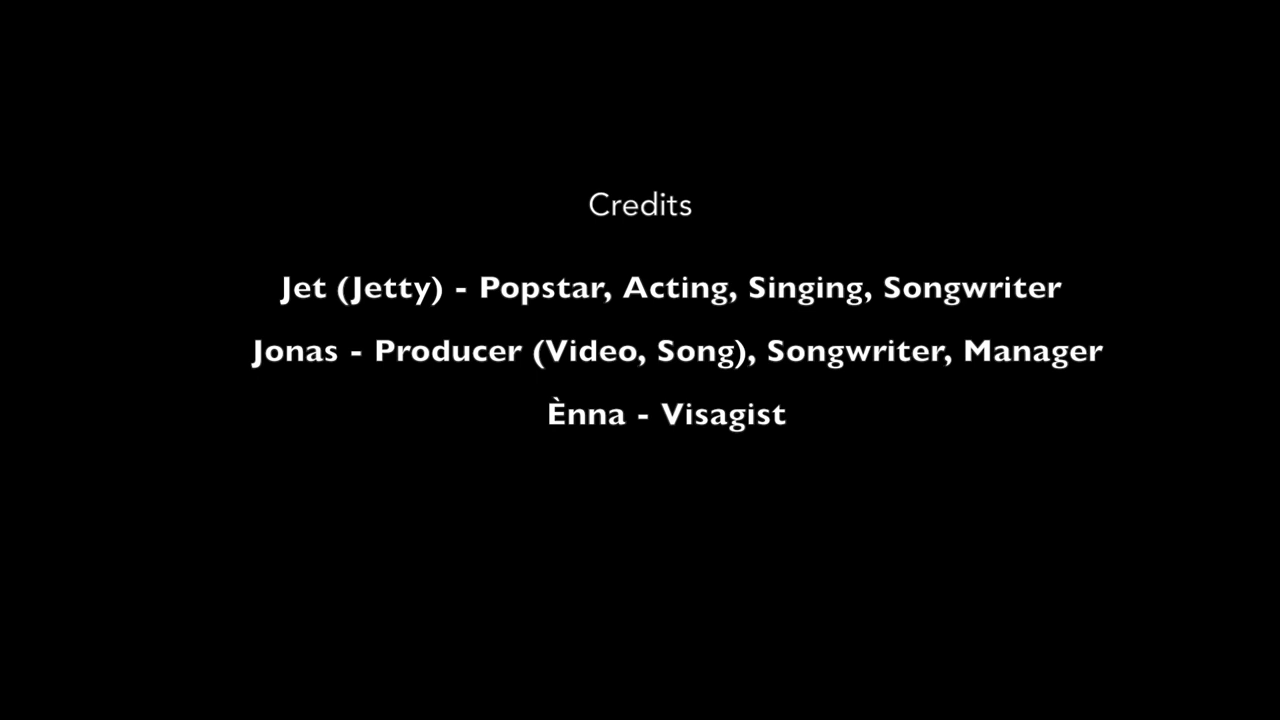 Credits
Jet (Jetty) - Popstar, Acting, Singing, Songwriter
Jonas - Producer (Video, Song), Songwriter, Manager
Ènna - Visagist